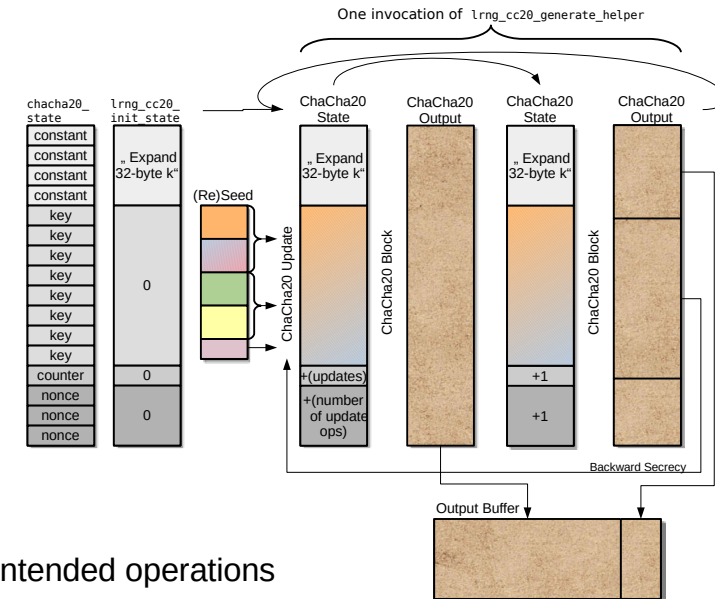 One invocation of lrng_cc20_generate_helper
chacha20_
state
lrng_cc20_
init_state
ChaCha20
State
ChaCha20
Output
ChaCha20
State
ChaCha20
Output
constant
constant
constant
constant
key
key
key
key
key
key
key
key
counter
nonce
nonce
nonce
„ Expand
32-byte k“
0
0
0
(Re)Seed
ChaCha20 Update
„ Expand
32-byte k“
+(updates)
+(number
of update
ops)
ChaCha20 Block
„ Expand
32-byte k“
+1
+1
ChaCha20 Block
Backward Secrecy
Output Buffer
ntended operations